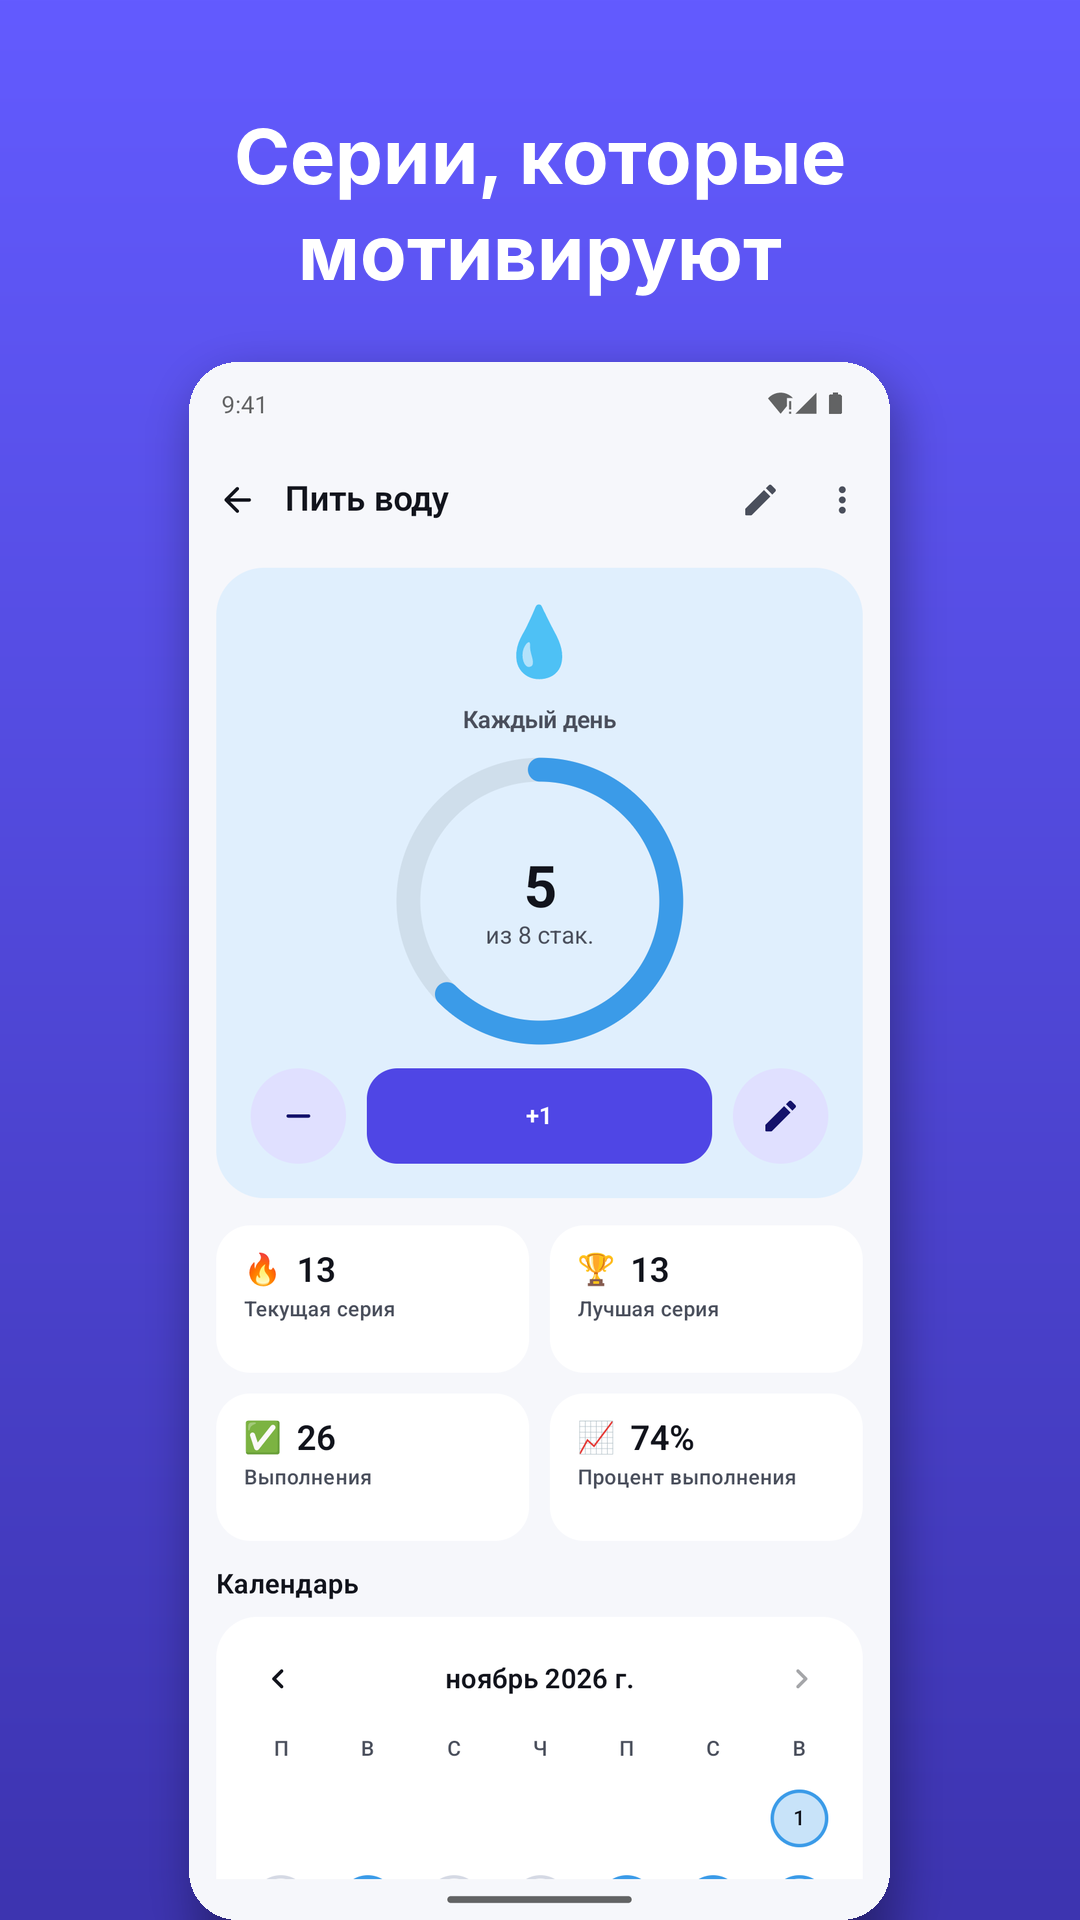 Серии, которые
мотивируют
9:41
Пить воду
Каждый день
5
из 8 стак.
+1
13
Текущая серия
13
Лучшая серия
26
Выполнения
74%
Процент выполнения
Календарь
ноябрь 2026 г.
П В С Ч П С В
1